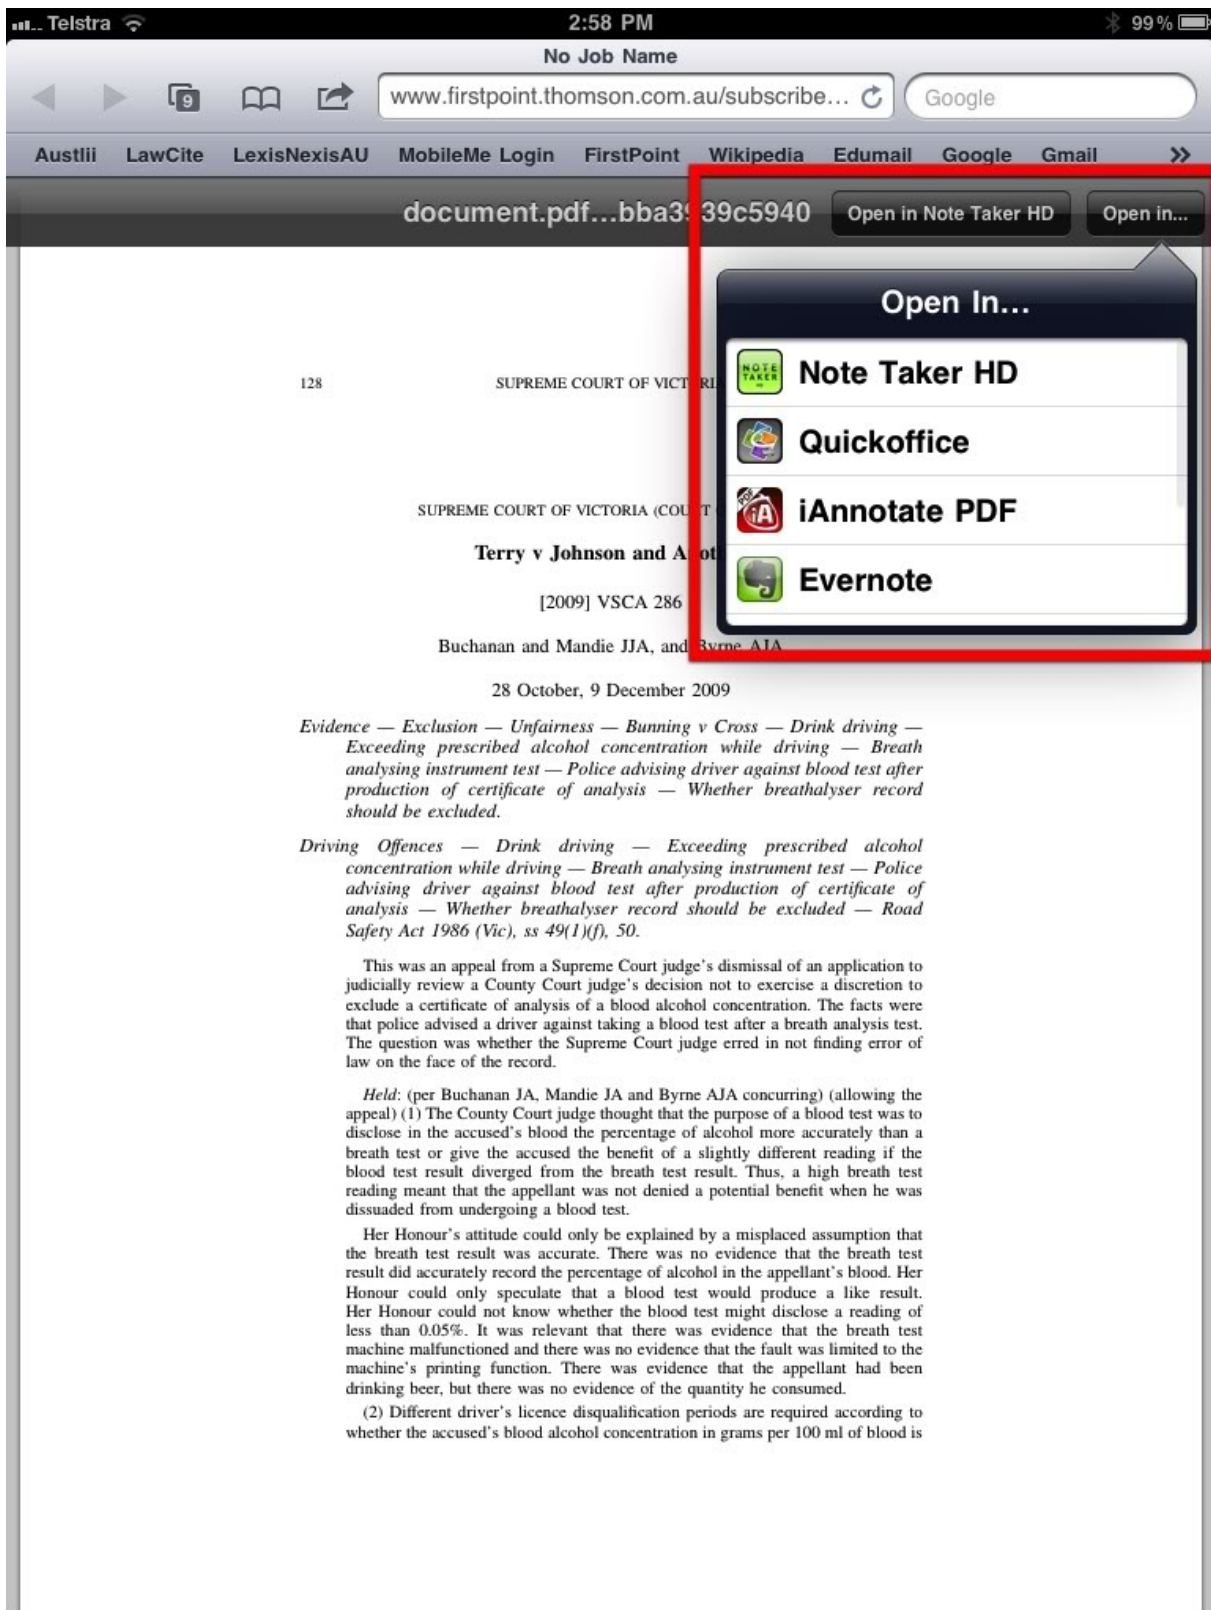 Telstra 2:58 PM 99%
No Job Name
9 www.firstpoint.thomson.com.au/subscribe... Google
Austlii LawCite LexisNexisAU MobileMe Login FirstPoint Wikipedia Edumail Google Gmail »
document.pdf...bba3939c5940 Open in Note Taker HD Open in...
Open In...
NOTE TAKER HD Note Taker HD
Quickoffice
PDF iA iAnnotate PDF
Evernote
128 SUPREME COURT OF VICTORIA
SUPREME COURT OF VICTORIA (COURT
Terry v Johnson and Anot
[2009] VSCA 286
Buchanan and Mandie JJA, and Byrne AJA
28 October, 9 December 2009
Evidence — Exclusion — Unfairness — Bunning v Cross — Drink driving —
Exceeding prescribed alcohol concentration while driving — Breath
analysing instrument test — Police advising driver against blood test after
production of certificate of analysis — Whether breathalyser record
should be excluded.
Driving Offences — Drink driving — Exceeding prescribed alcohol
concentration while driving — Breath analysing instrument test — Police
advising driver against blood test after production of certificate of
analysis — Whether breathalyser record should be excluded — Road
Safety Act 1986 (Vic), ss 49(1)(f), 50.
This was an appeal from a Supreme Court judge's dismissal of an application to
judicially review a County Court judge's decision not to exercise a discretion to
exclude a certificate of analysis of a blood alcohol concentration. The facts were
that police advised a driver against taking a blood test after a breath analysis test.
The question was whether the Supreme Court judge erred in not finding error of
law on the face of the record.
Held: (per Buchanan JA, Mandie JA and Byrne AJA concurring) (allowing the
appeal) (1) The County Court judge thought that the purpose of a blood test was to
disclose in the accused's blood the percentage of alcohol more accurately than a
breath test or give the accused the benefit of a slightly different reading if the
blood test result diverged from the breath test result. Thus, a high breath test
reading meant that the appellant was not denied a potential benefit when he was
dissuaded from undergoing a blood test.
Her Honour's attitude could only be explained by a misplaced assumption that
the breath test result was accurate. There was no evidence that the breath test
result did accurately record the percentage of alcohol in the appellant's blood. Her
Honour could only speculate that a blood test would produce a like result.
Her Honour could not know whether the blood test might disclose a reading of
less than 0.05%. It was relevant that there was evidence that the breath test
machine malfunctioned and there was no evidence that the fault was limited to the
machine's printing function. There was evidence that the appellant had been
drinking beer, but there was no evidence of the quantity he consumed.
(2) Different driver's licence disqualification periods are required according to
whether the accused's blood alcohol concentration in grams per 100 ml of blood is